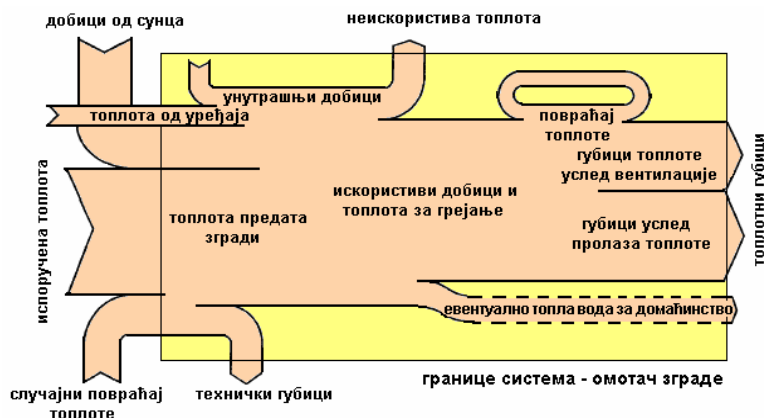 добици од сунца
неискористива топлота
унутрашњи добици
топлота од уређаја
повраћај
топлоте
губици топлоте
услед вентилације
топлотни губици
испоручена топлота
топлота предата
згради
искористиви добици и
топлота за грејање
губици услед
пролаза топлоте
евентуално топла вода за домаћинство
границе система - омотач зграде
случајни повраћај
топлоте
технички губици